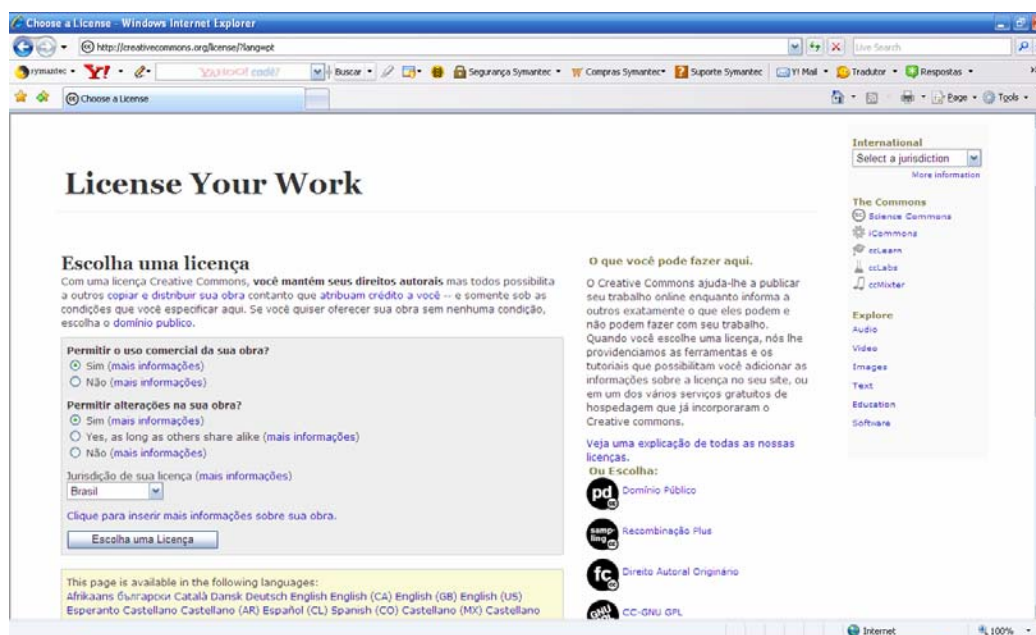 Choose a License - Windows Internet Explorer
http://creativecommons.org/license/?lang=pt
Live Search
symantec
Buscar
Segurança Symantec
Compras Symantec
Suporte Symantec
Y! Mail
Tradutor
Respostas
Choose a License
Page
Tools
License Your Work
International
Select a jurisdiction
More information
The Commons
Science Commons
iCommons
ccLearn
ccLabs
ccMixter
Explore
Audio
Video
Images
Text
Education
Software
Escolha uma licença
Com uma licença Creative Commons, você mantém seus direitos autorais mas todos possibilita
a outros copiar e distribuir sua obra contanto que atribuam crédito a você -- e somente sob as
condições que você especificar aqui. Se você quiser oferecer sua obra sem nenhuma condição,
escolha o domínio publico.
Permitir o uso comercial da sua obra?
Sim (mais informações)
Não (mais informações)
Permitir alterações na sua obra?
Sim (mais informações)
Yes, as long as others share alike (mais informações)
Não (mais informações)
Jurisdição de sua licença (mais informações)
Brasil
Clique para inserir mais informações sobre sua obra.
Escolha uma Licença
This page is available in the following languages:
Afrikaans български Català Dansk Deutsch English English (CA) English (GB) English (US)
Esperanto Castellano Castellano (AR) Español (CL) Spanish (CO) Castellano (MX) Castellano
O que você pode fazer aqui.
O Creative Commons ajuda-lhe a publicar
seu trabalho online enquanto informa a
outros exatamente o que eles podem e
não podem fazer com seu trabalho.
Quando você escolhe uma licença, nós lhe
providenciamos as ferramentas e os
tutoriais que possibilitam você adicionar as
informações sobre a licença no seu site, ou
em um dos vários serviços gratuitos de
hospedagem que já incorporaram o
Creative commons.
Veja uma explicação de todas as nossas
licenças.
Ou Escolha:
pd Domínio Público
samp-
ling Recombinação Plus
fc Direito Autoral Originário
GNU CC-GNU GPL
Internet
100%